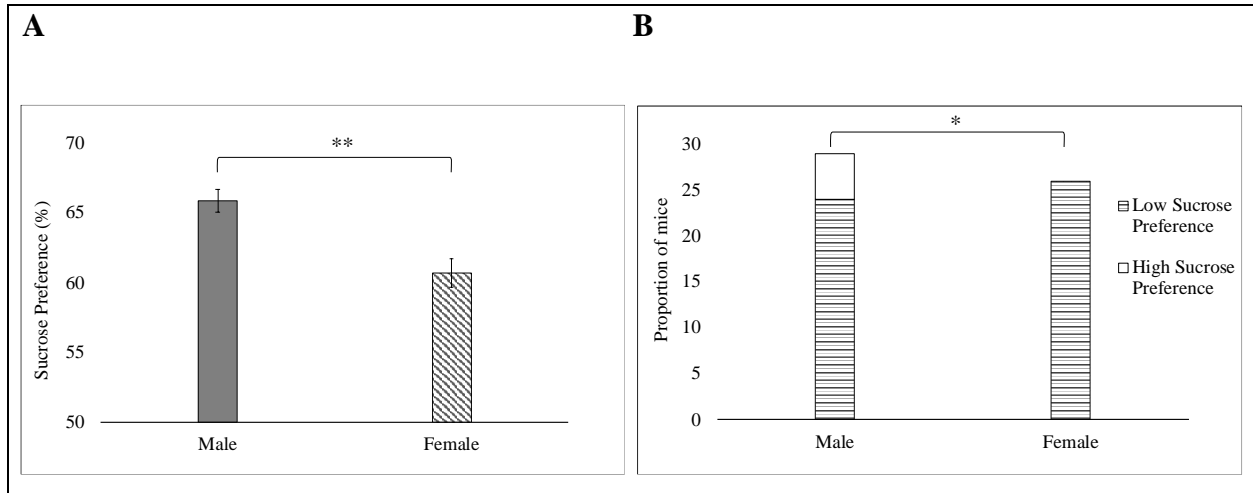 A
Sucrose Preference (%)
70
65
60
55
50
**
Male
Female
B
Proportion of mice
30
25
20
15
10
5
0
*
Male
Female
Low Sucrose
Preference
High Sucrose
Preference